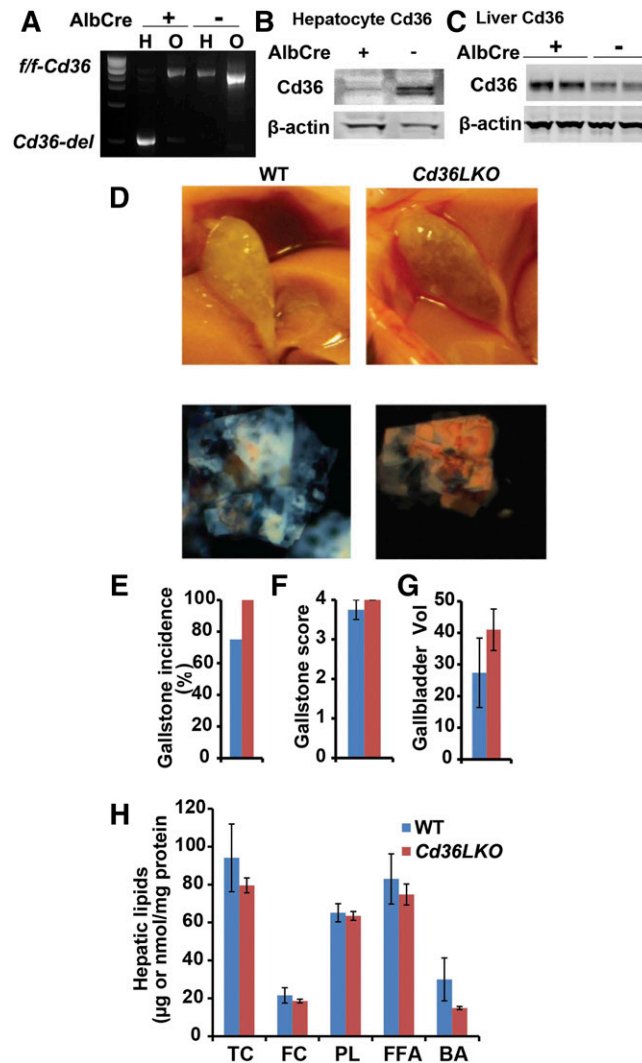 A
AlbCre + -
H O H O
f/f-Cd36
Cd36-del
B Hepatocyte Cd36
AlbCre + -
Cd36
β-actin
C Liver Cd36
AlbCre + -
Cd36
β-actin
D
WT Cd36LKO
E
Gallstone incidence
(%)
100
80
60
40
20
0
F
Gallstone score
4
3
2
1
0
G
Gallbladder Vol
50
40
30
20
10
0
H
Hepatic lipids
(µg or nmol/mg protein)
120
100
80
60
40
20
0
WT
Cd36LKO
TC FC PL FFA BA